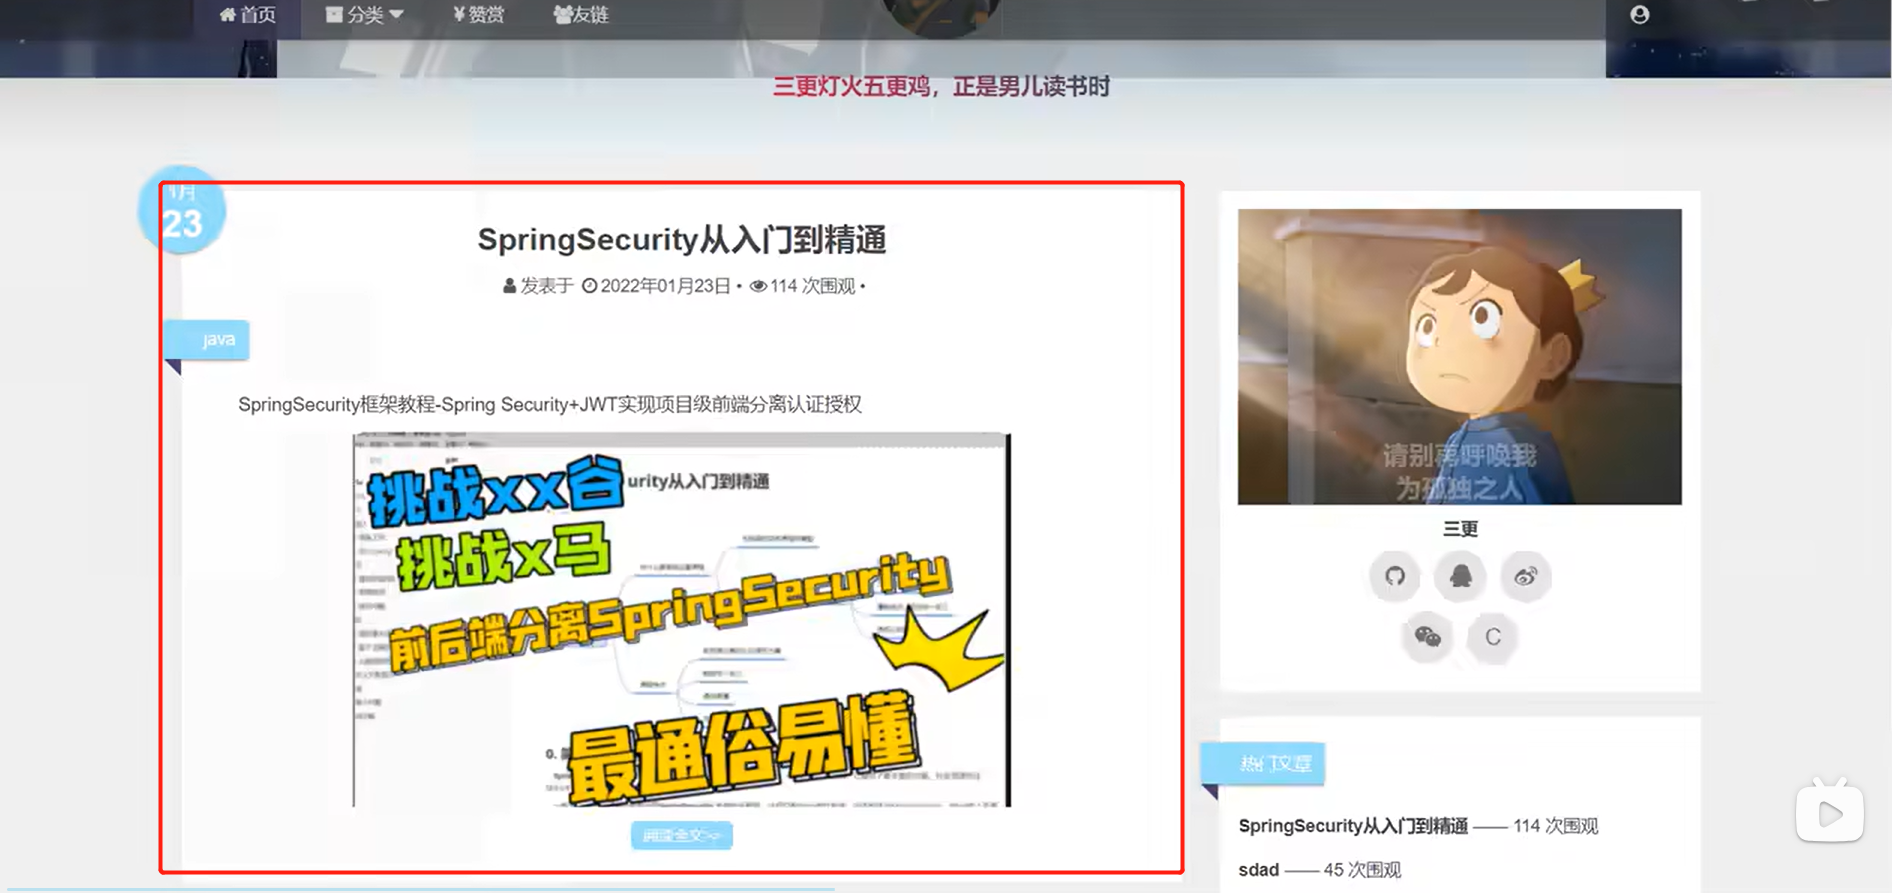 首页 分类 ¥赞赏 友链
三更灯火五更鸡，正是男儿读书时
1月
23
SpringSecurity从入门到精通
发表于 2022年01月23日 • 114 次围观 •
java
SpringSecurity框架教程-Spring Security+JWT实现项目级前端分离认证授权
urity从入门到精通
挑战xx谷
挑战x马
前后端分离SpringSecurity
最通俗易懂
阅读全文>>
请别再呼唤我
为孤独之人
三更
C
热门文章
SpringSecurity从入门到精通 —— 114 次围观
sdad —— 45 次围观